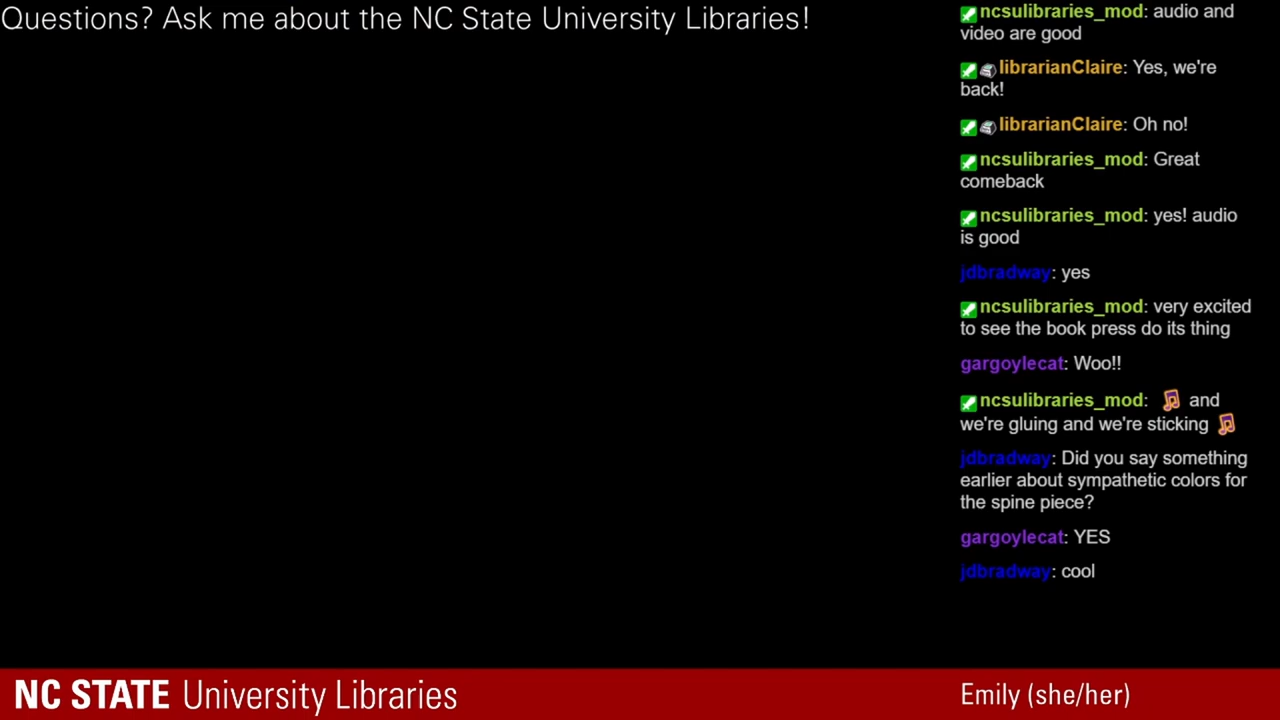 Questions? Ask me about the NC State University Libraries!
ncsulibraries_mod: audio and
video are good
librarianClaire: Yes, we're
back!
librarianClaire: Oh no!
ncsulibraries_mod: Great
comeback
ncsulibraries_mod: yes! audio
is good
jdbradway: yes
ncsulibraries_mod: very excited
to see the book press do its thing
gargoylecat: Woo!!
ncsulibraries_mod: and
we're gluing and we're sticking
jdbradway: Did you say something
earlier about sympathetic colors for
the spine piece?
gargoylecat: YES
jdbradway: cool
NC STATE University Libraries
Emily (she/her)